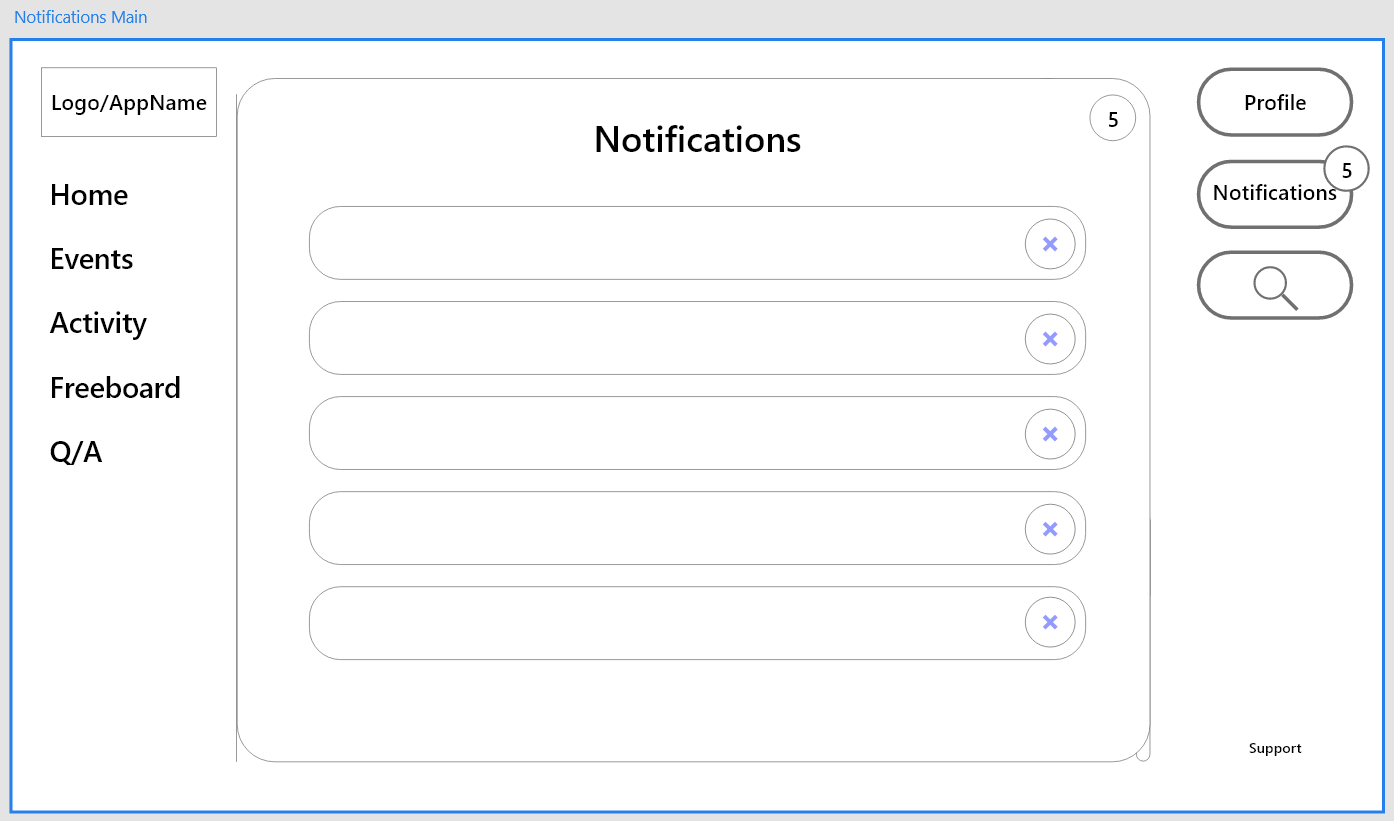 Notifications Main
Logo/AppName
Home
Events
Activity
Freeboard
Q/A
Notifications
5
Profile
Notifications
5
Support